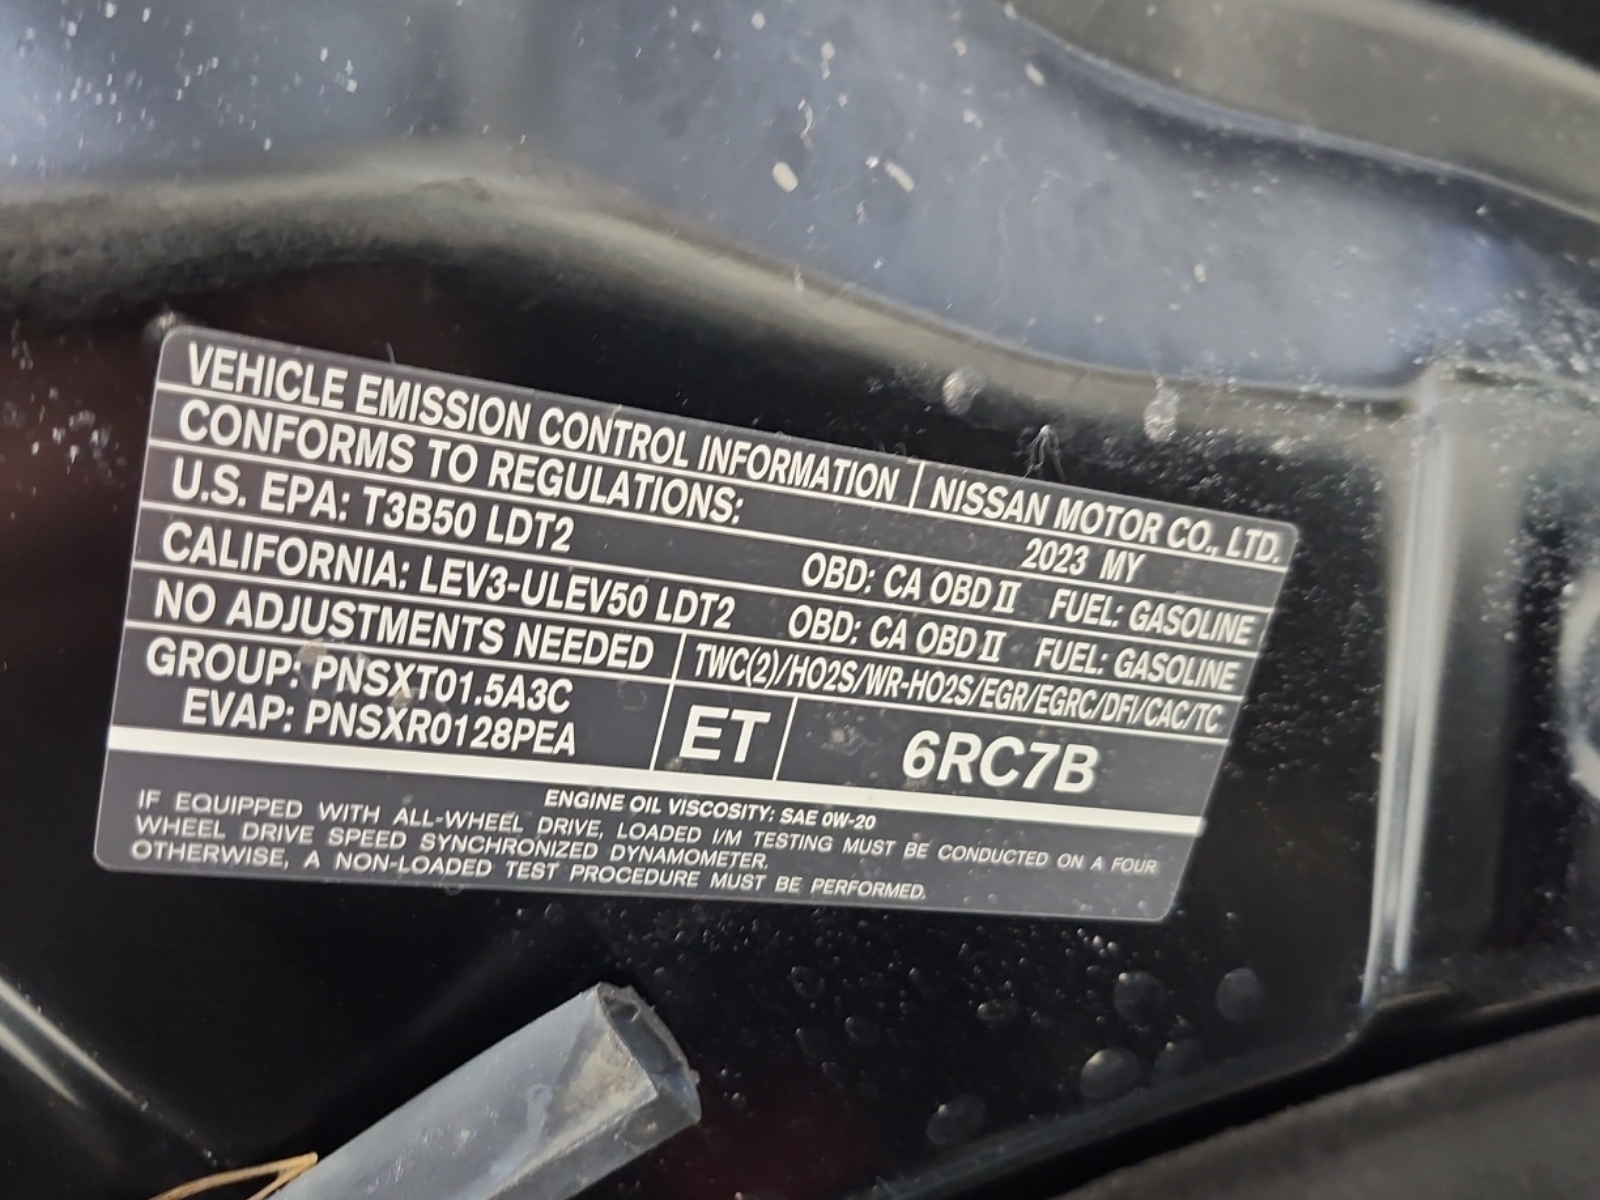 VEHICLE EMISSION CONTROL INFORMATION NISSAN MOTOR CO., LTD.
CONFORMS TO REGULATIONS: 2023 MY
U.S. EPA: T3B50 LDT2 OBD: CA OBD II FUEL: GASOLINE
CALIFORNIA: LEV3-ULEV50 LDT2 OBD: CA OBD II FUEL: GASOLINE
NO ADJUSTMENTS NEEDED TWC(2)/HO2S/WR-HO2S/EGR/EGRC/DFI/CAC/TC
GROUP: PNSXT01.5A3C
EVAP: PNSXR0128PEA
ET 6RC7B
ENGINE OIL VISCOSITY: SAE 0W-20
IF EQUIPPED WITH ALL-WHEEL DRIVE, LOADED I/M TESTING MUST BE CONDUCTED ON A FOUR
WHEEL DRIVE SPEED SYNCHRONIZED DYNAMOMETER.
OTHERWISE, A NON-LOADED TEST PROCEDURE MUST BE PERFORMED.